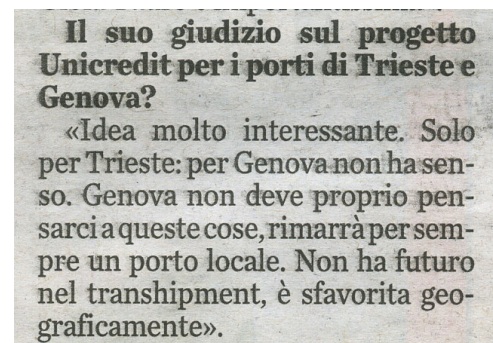 Il suo giudizio sul progetto
Unicredit per i porti di Trieste e
Genova?
«Idea molto interessante. Solo
per Trieste: per Genova non ha sen-
so. Genova non deve proprio pen-
sarci a queste cose, rimarrà per sem-
pre un porto locale. Non ha futuro
nel transhipment, è sfavorita geo-
graficamente».